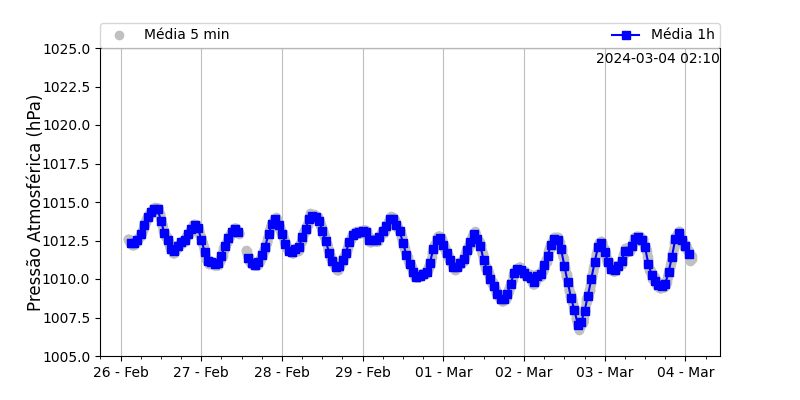 Média 5 min
Média 1h
2024-03-04 02:10
Pressão Atmosférica (hPa)
1025.0
1022.5
1020.0
1017.5
1015.0
1012.5
1010.0
1007.5
1005.0
26 - Feb
27 - Feb
28 - Feb
29 - Feb
01 - Mar
02 - Mar
03 - Mar
04 - Mar